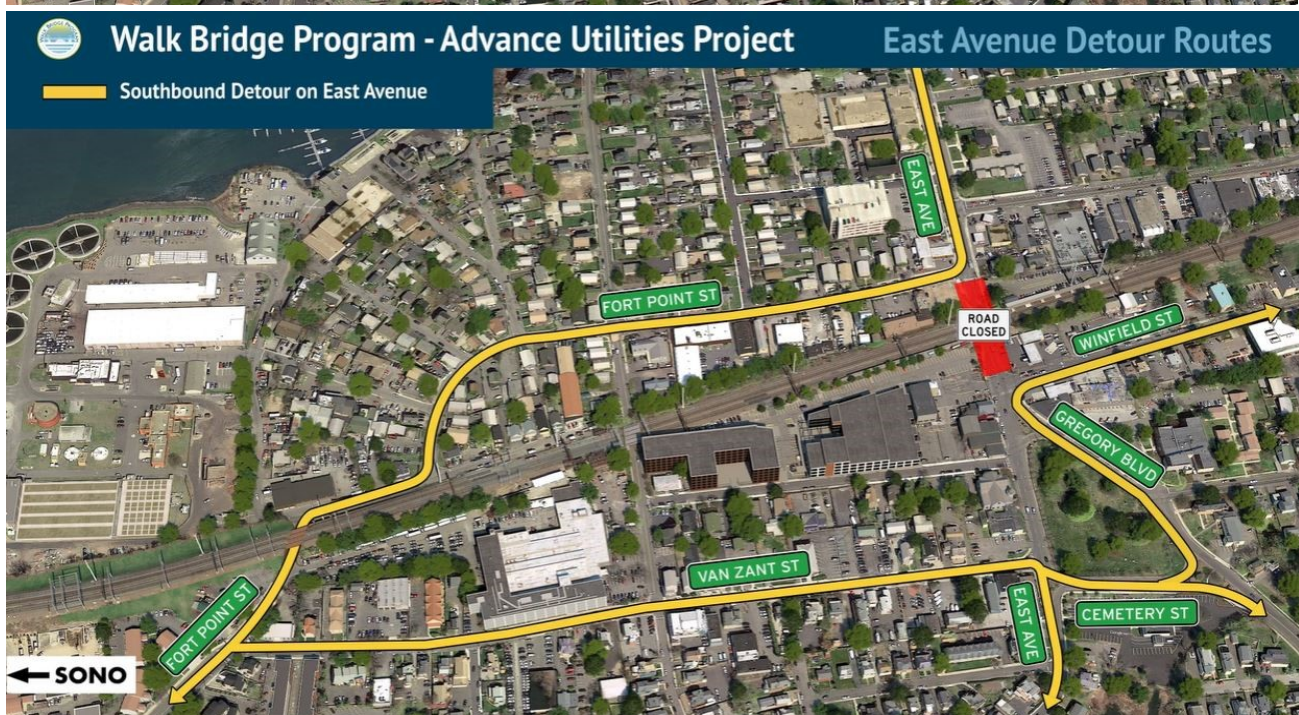 Walk Bridge Program - Advance Utilities Project
East Avenue Detour Routes
Southbound Detour on East Avenue
EAST AVE
FORT POINT ST
ROAD
CLOSED
WINFIELD ST
GREGORY BLVD
VAN ZANT ST
FORT POINT ST
EAST AVE
CEMETERY ST
SONO